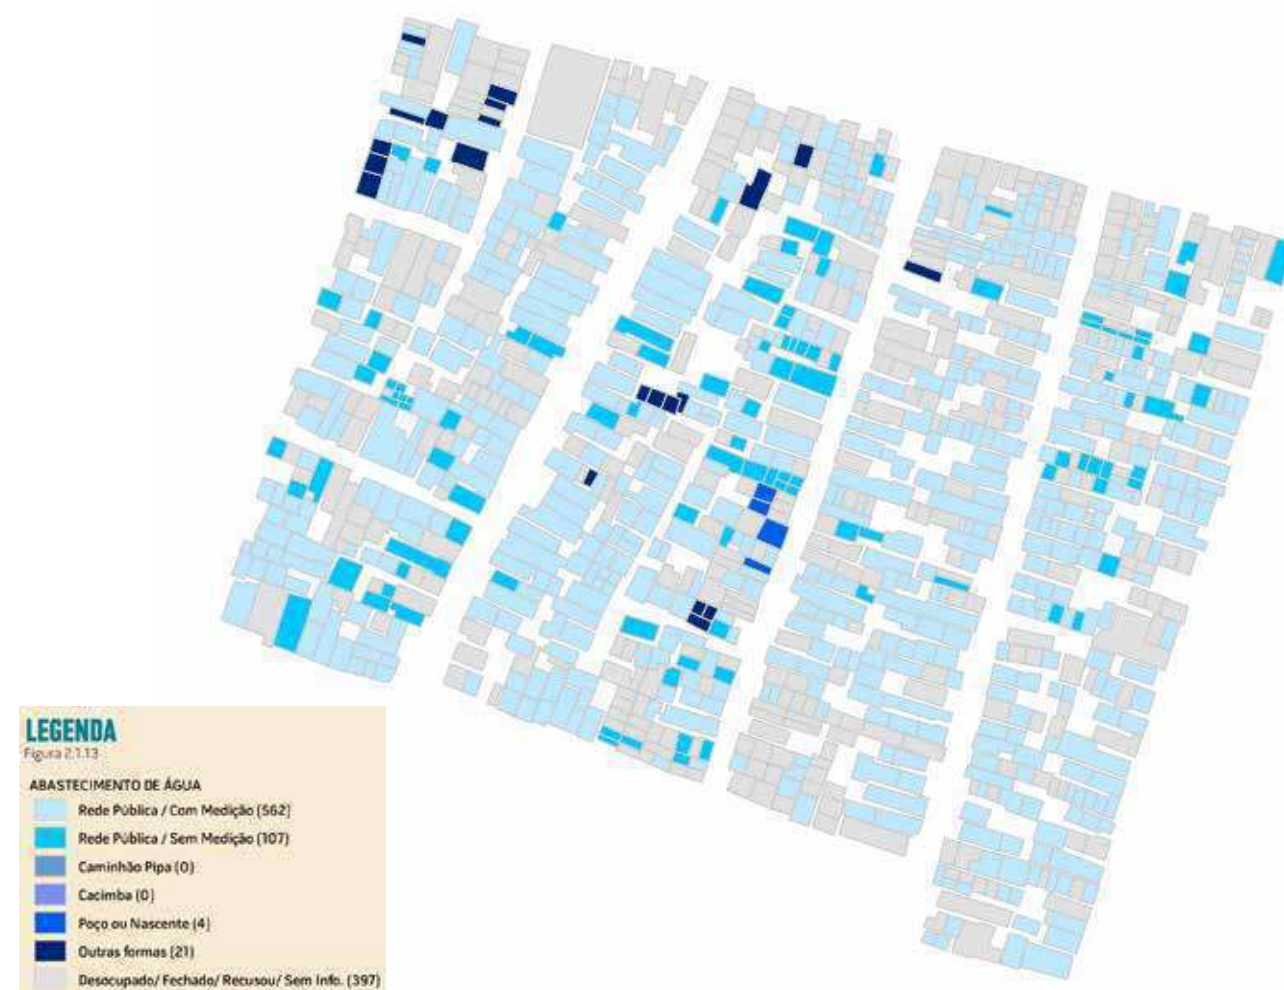 LEGENDA
Figura 2.1.13
ABASTECIMENTO DE ÁGUA
Rede Pública / Com Medição (562)
Rede Pública / Sem Medição (107)
Caminhão Pipa (0)
Cacimba (0)
Poço ou Nascente (4)
Outras formas (21)
Desocupado/ Fechado/ Recusou/ Sem Info. (397)